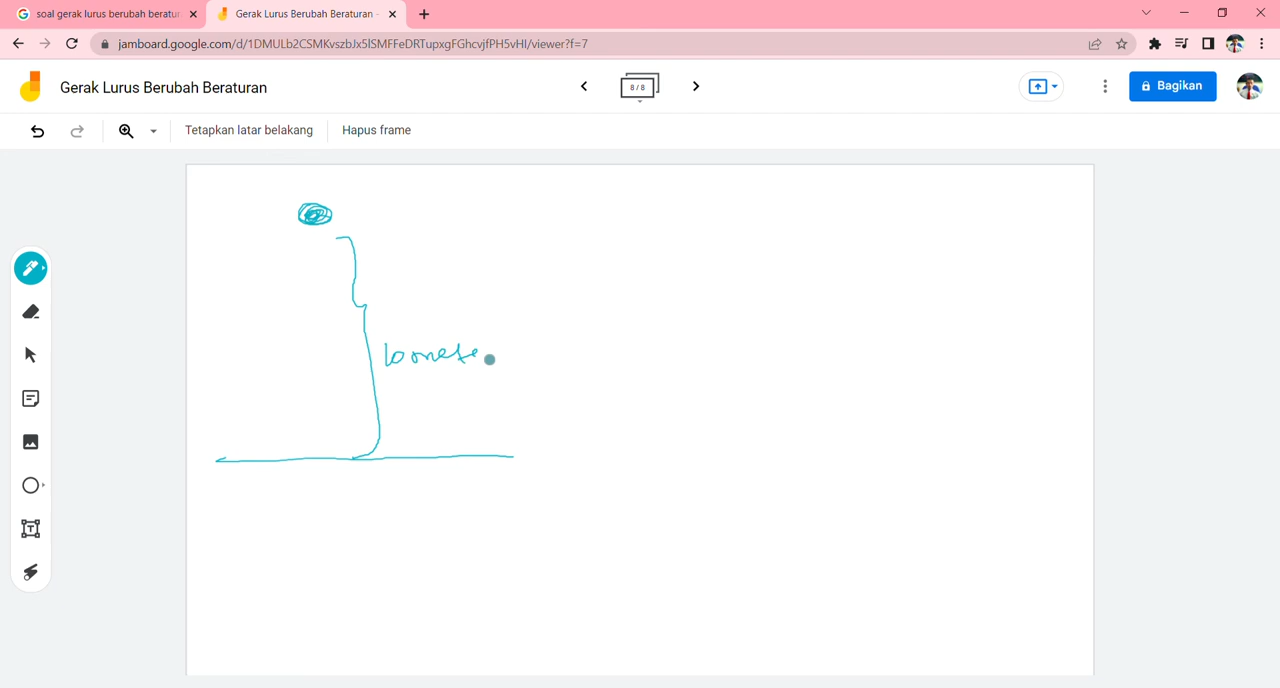 soal gerak lurus berubah beratur
Gerak Lurus Berubah Beraturan -
jamboard.google.com/d/1DMULb2CSMKvszbJx5lSMFFeDRTupxgFGhcvjfPH5vHI/viewer?f=7
Gerak Lurus Berubah Beraturan
8 / 8
Bagikan
Tetapkan latar belakang
Hapus frame
10 mete